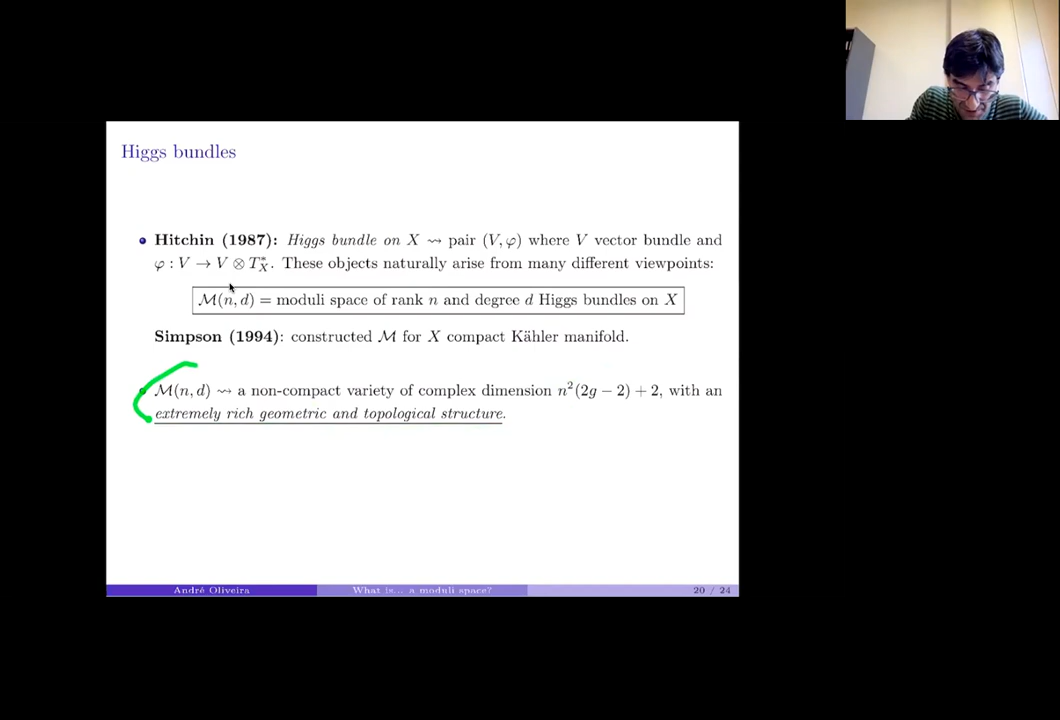 Higgs bundles
Hitchin (1987): Higgs bundle on X ⇝ pair (V, φ) where V vector bundle and
φ : V → V ⊗ T*_X. These objects naturally arise from many different viewpoints:
M(n, d) = moduli space of rank n and degree d Higgs bundles on X
Simpson (1994): constructed M for X compact Kähler manifold.
M(n, d) ⇝ a non-compact variety of complex dimension n²(2g − 2) + 2, with an
extremely rich geometric and topological structure.
André Oliveira What is... a moduli space? 20 / 24